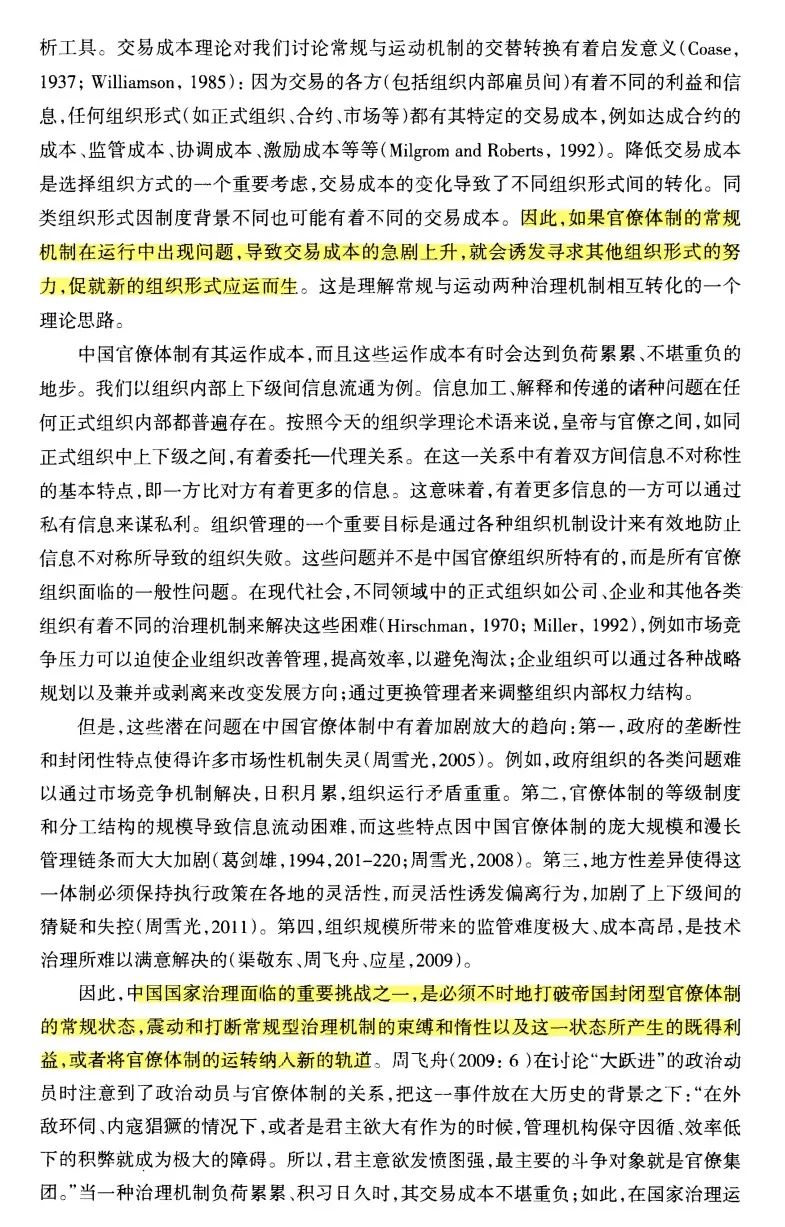 析工具。交易成本理论对我们讨论常规与运动机制的交替转换有着启发意义(Coase,
1937; Williamson, 1985)：因为交易的各方(包括组织内部雇员间)有着不同的利益和信
息,任何组织形式(如正式组织、合约、市场等)都有其特定的交易成本,例如达成合约的
成本、监管成本、协调成本、激励成本等等(Milgrom and Roberts, 1992)。降低交易成本
是选择组织方式的一个重要考虑,交易成本的变化导致了不同组织形式间的转化。同
类组织形式因制度背景不同也可能有着不同的交易成本。因此,如果官僚体制的常规
机制在运行中出现问题,导致交易成本的急剧上升,就会诱发寻求其他组织形式的努
力,促就新的组织形式应运而生。这是理解常规与运动两种治理机制相互转化的一个
理论思路。
中国官僚体制有其运作成本,而且这些运作成本有时会达到负荷累累、不堪重负的
地步。我们以组织内部上下级间信息流通为例。信息加工、解释和传递的诸种问题在任
何正式组织内部都普遍存在。按照今天的组织学理论术语来说,皇帝与官僚之间,如同
正式组织中上下级之间,有着委托—代理关系。在这一关系中有着双方间信息不对称性
的基本特点,即一方比对方有着更多的信息。这意味着,有着更多信息的一方可以通过
私有信息来谋私利。组织管理的一个重要目标是通过各种组织机制设计来有效地防止
信息不对称所导致的组织失败。这些问题并不是中国官僚组织所特有的,而是所有官僚
组织面临的一般性问题。在现代社会,不同领域中的正式组织如公司、企业和其他各类
组织有着不同的治理机制来解决这些困难(Hirschman, 1970; Miller, 1992),例如市场竞
争压力可以迫使企业组织改善管理,提高效率,以避免淘汰;企业组织可以通过各种战略
规划以及兼并或剥离来改变发展方向;通过更换管理者来调整组织内部权力结构。
但是,这些潜在问题在中国官僚体制中有着加剧放大的趋向:第一,政府的垄断性
和封闭性特点使得许多市场性机制失灵(周雪光,2005)。例如,政府组织的各类问题难
以通过市场竞争机制解决,日积月累,组织运行矛盾重重。第二,官僚体制的等级制度
和分工结构的规模导致信息流动困难,而这些特点因中国官僚体制的庞大规模和漫长
管理链条而大大加剧(葛剑雄,1994,201-220;周雪光,2008)。第三,地方性差异使得这
一体制必须保持执行政策在各地的灵活性,而灵活性诱发偏离行为,加剧了上下级间的
猜疑和失控(周雪光,2011)。第四,组织规模所带来的监管难度极大、成本高昂,是技术
治理所难以满意解决的(渠敬东、周飞舟、应星,2009)。
因此,中国国家治理面临的重要挑战之一,是必须不时地打破帝国封闭型官僚体制
的常规状态,震动和打断常规型治理机制的束缚和惰性以及这一状态所产生的既得利
益,或者将官僚体制的运转纳入新的轨道。周飞舟(2009: 6)在讨论“大跃进”的政治动
员时注意到了政治动员与官僚体制的关系,把这一事件放在大历史的背景之下:“在外
敌环伺、内寇猖獗的情况下,或者是君主欲大有作为的时候,管理机构保守因循、效率低
下的积弊就成为极大的障碍。所以,君主意欲发愤图强,最主要的斗争对象就是官僚集
团。”当一种治理机制负荷累累、积习日久时,其交易成本不堪重负;如此,在国家治理运